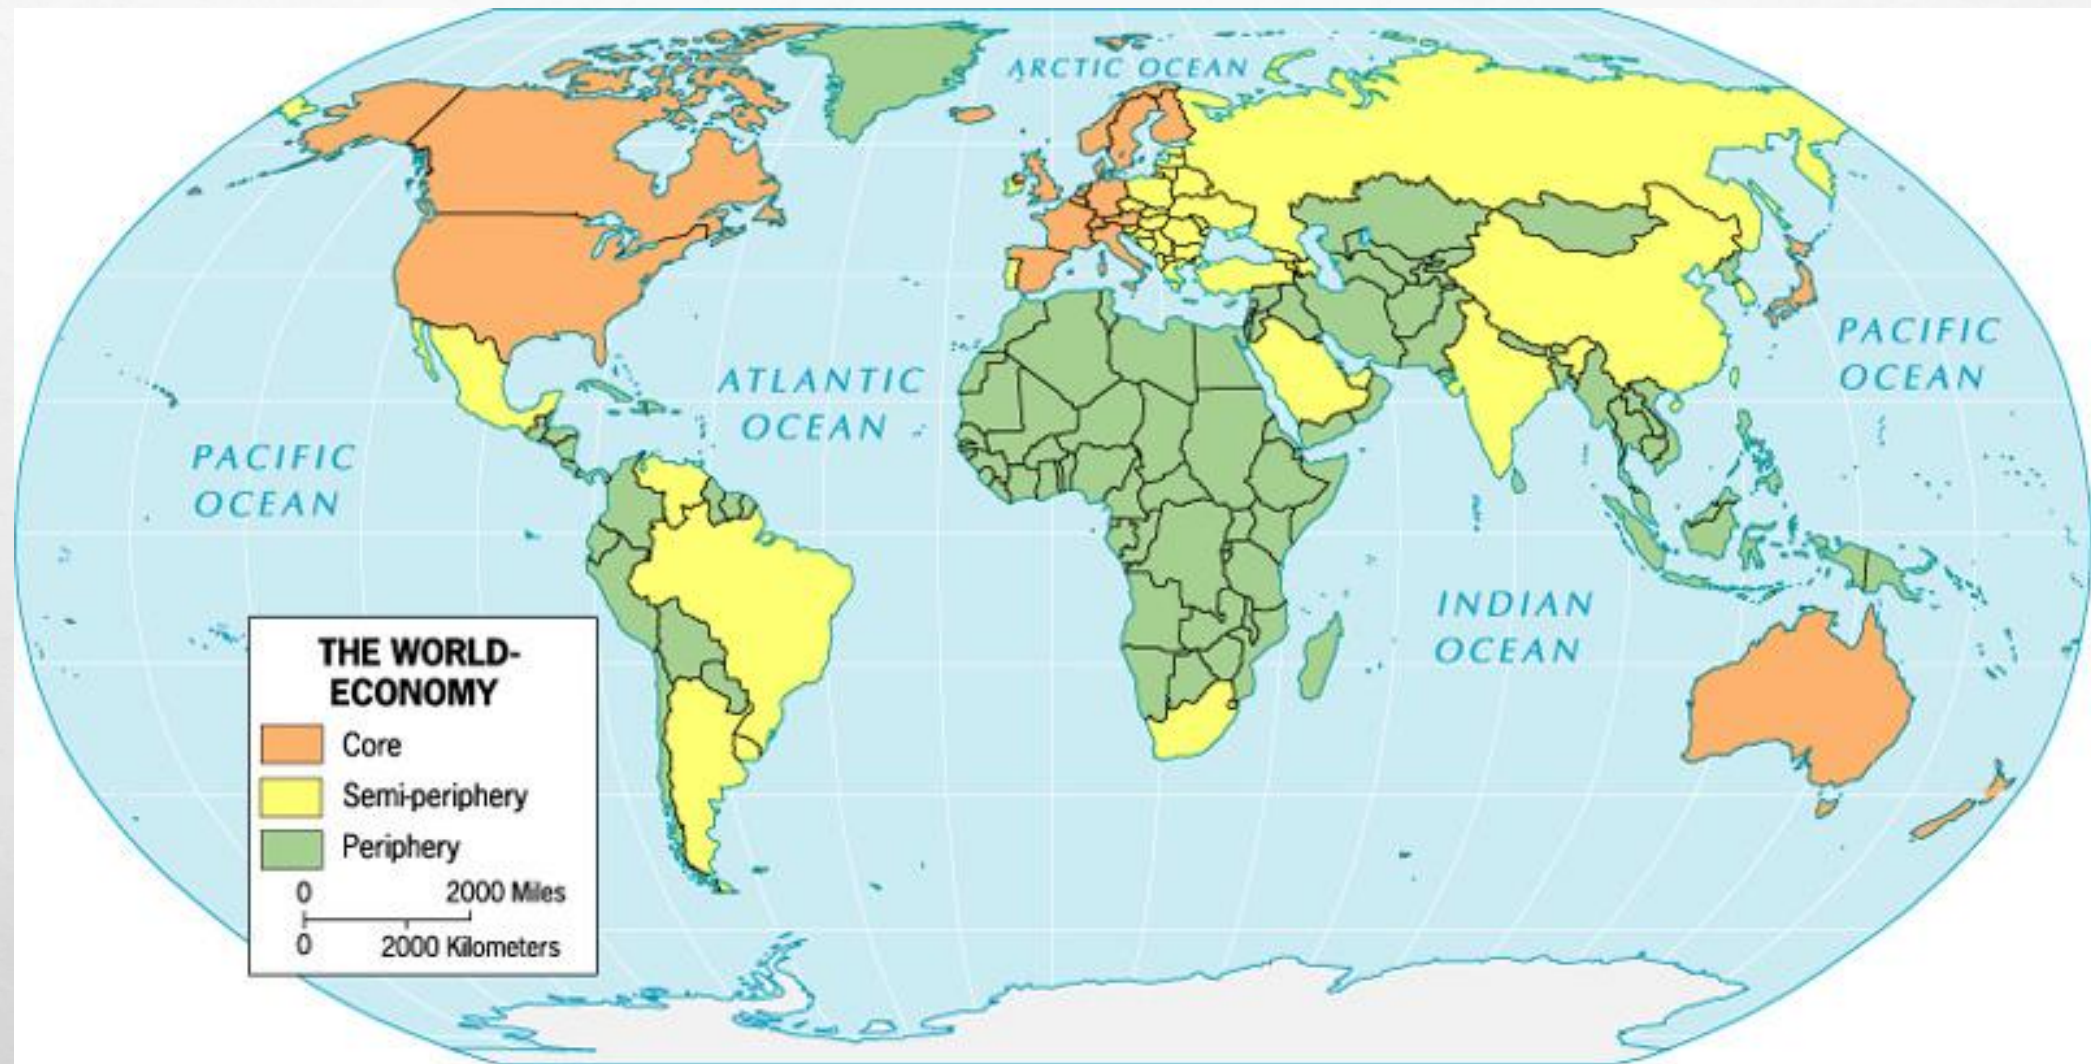 ARCTIC OCEAN
ATLANTIC
OCEAN
PACIFIC
OCEAN
PACIFIC
OCEAN
INDIAN
OCEAN
THE WORLD-
ECONOMY
Core
Semi-periphery
Periphery
0 2000 Miles
0 2000 Kilometers